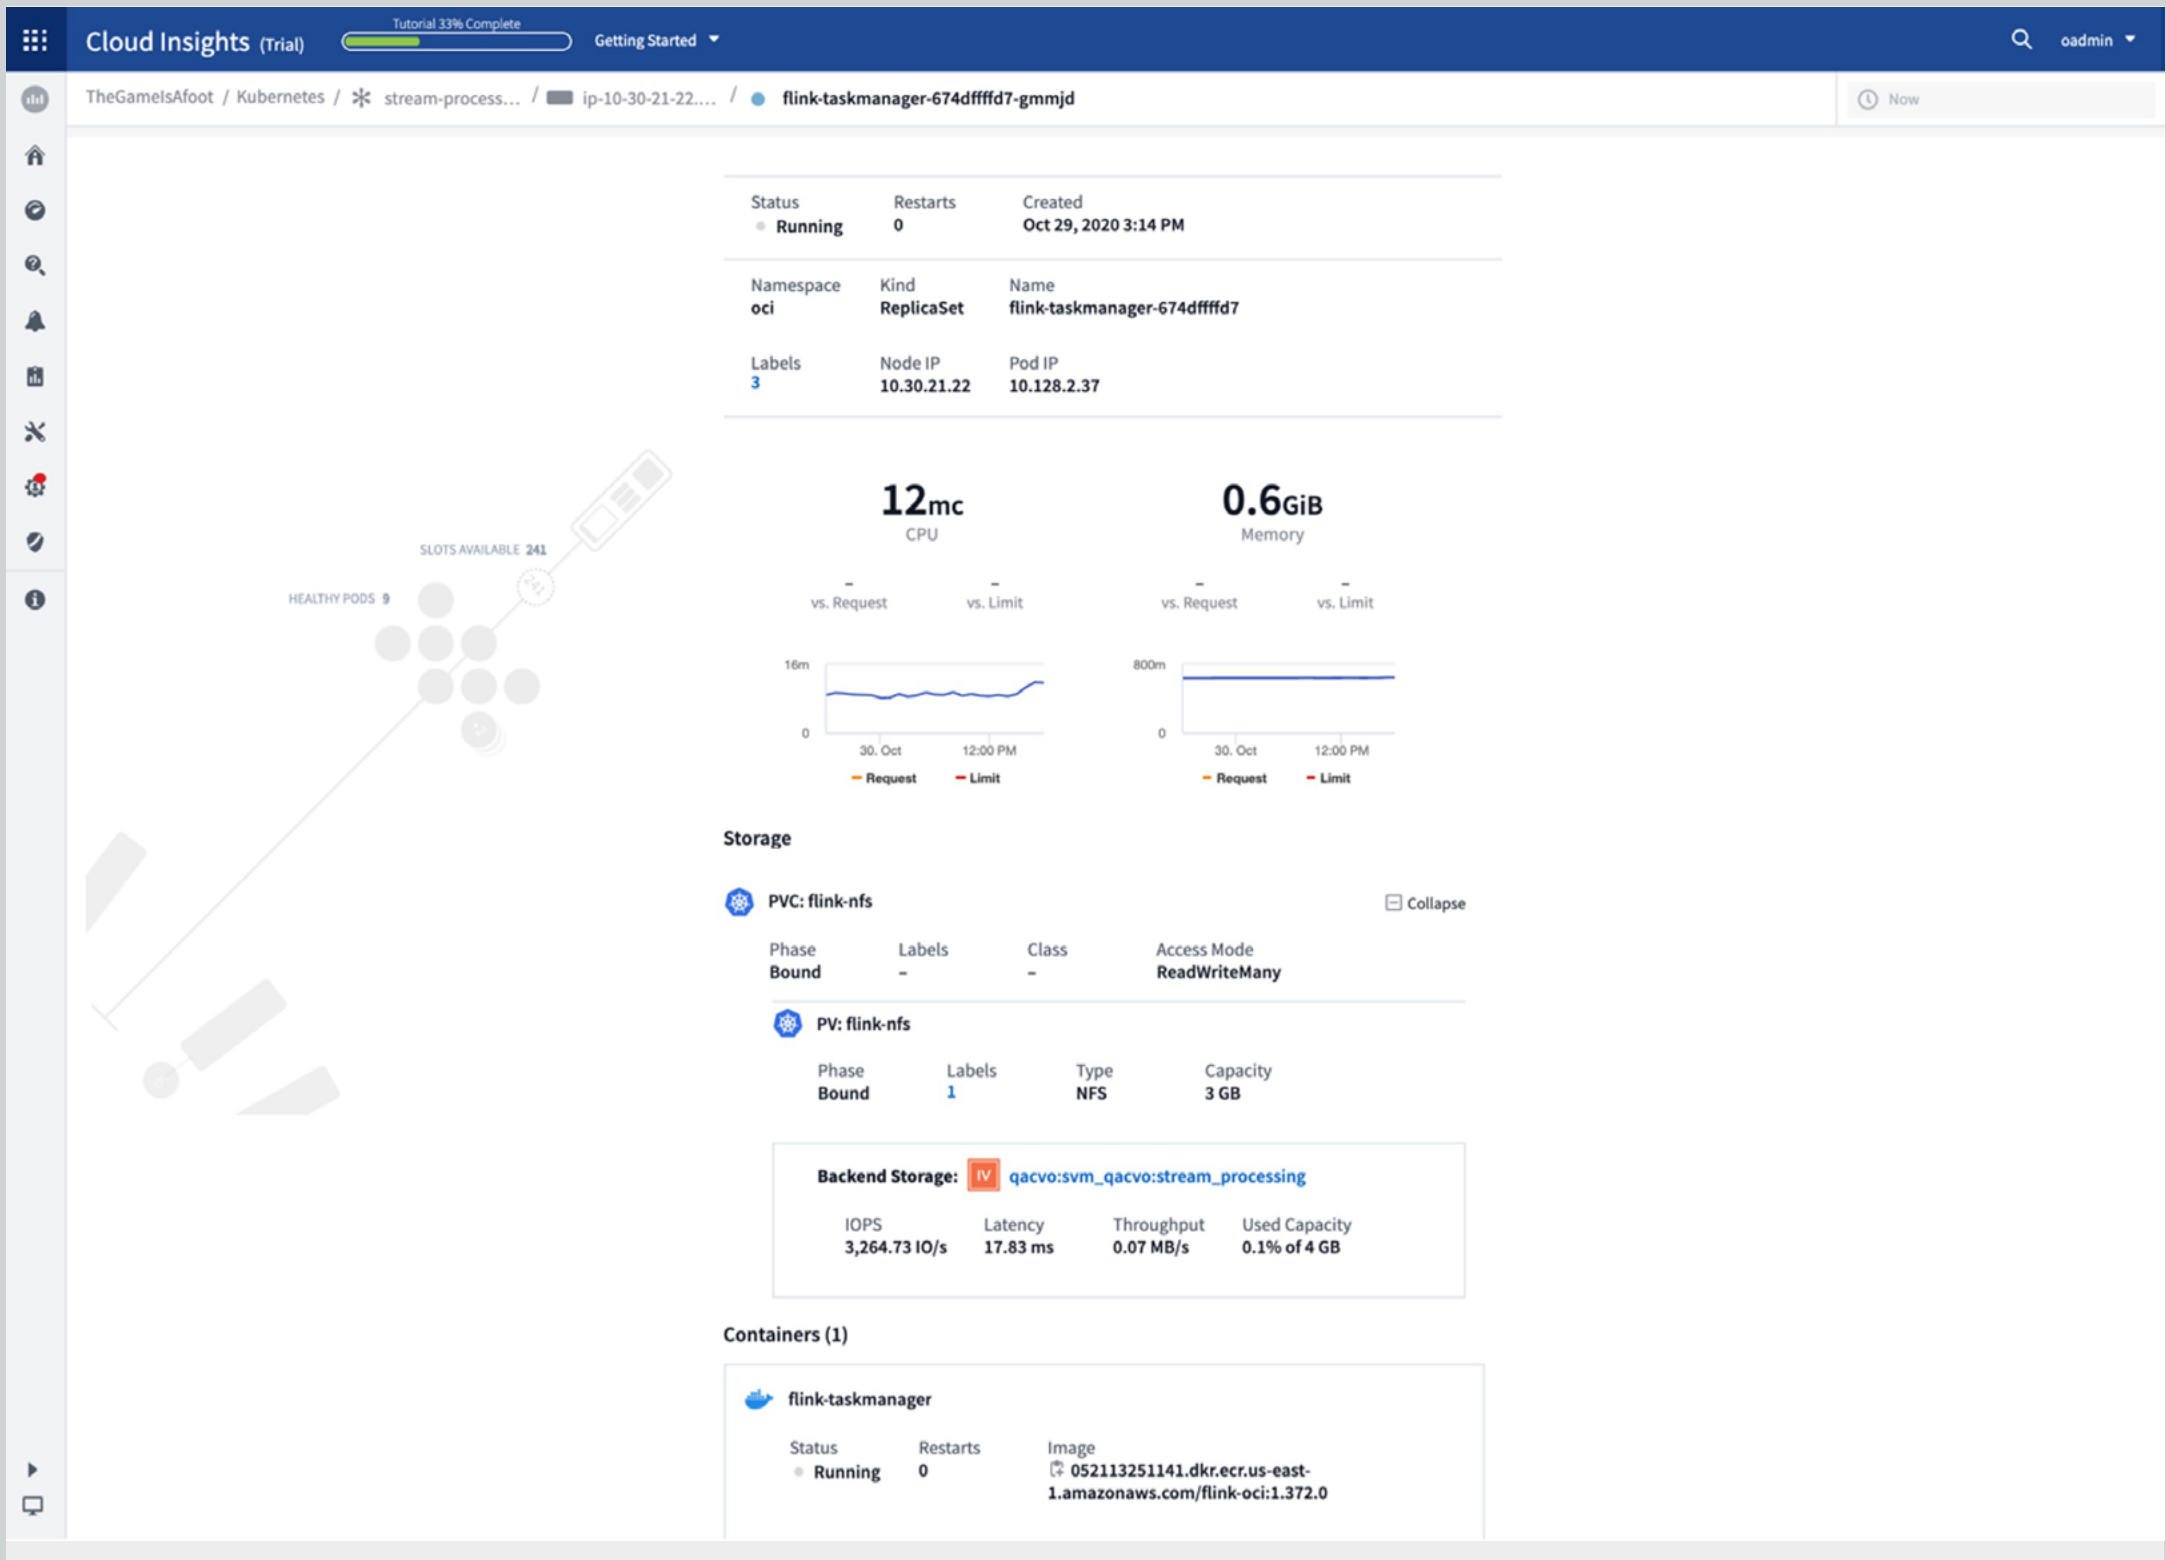 Tutorial 33% Complete
Cloud Insights (Trial)
Getting Started
oadmin
TheGameIsAfoot / Kubernetes / stream-process... / ip-10-30-21-22.... / flink-taskmanager-674dffffd7-gmmjd
Now
Status Restarts Created
Running 0 Oct 29, 2020 3:14 PM
Namespace Kind Name
oci ReplicaSet flink-taskmanager-674dffffd7
Labels Node IP Pod IP
3 10.30.21.22 10.128.2.37
SLOTS AVAILABLE 241
241
HEALTHY PODS 9
12mc 0.6GiB
CPU Memory
– – – –
vs. Request vs. Limit vs. Request vs. Limit
16m 800m
0 0
30. Oct 12:00 PM 30. Oct 12:00 PM
Request Limit Request Limit
Storage
PVC: flink-nfs Collapse
Phase Labels Class Access Mode
Bound – – ReadWriteMany
PV: flink-nfs
Phase Labels Type Capacity
Bound 1 NFS 3 GB
Backend Storage: IV qacvo:svm_qacvo:stream_processing
IOPS Latency Throughput Used Capacity
3,264.73 IO/s 17.83 ms 0.07 MB/s 0.1% of 4 GB
Containers (1)
flink-taskmanager
Status Restarts Image
Running 0 052113251141.dkr.ecr.us-east-
1.amazonaws.com/flink-oci:1.372.0